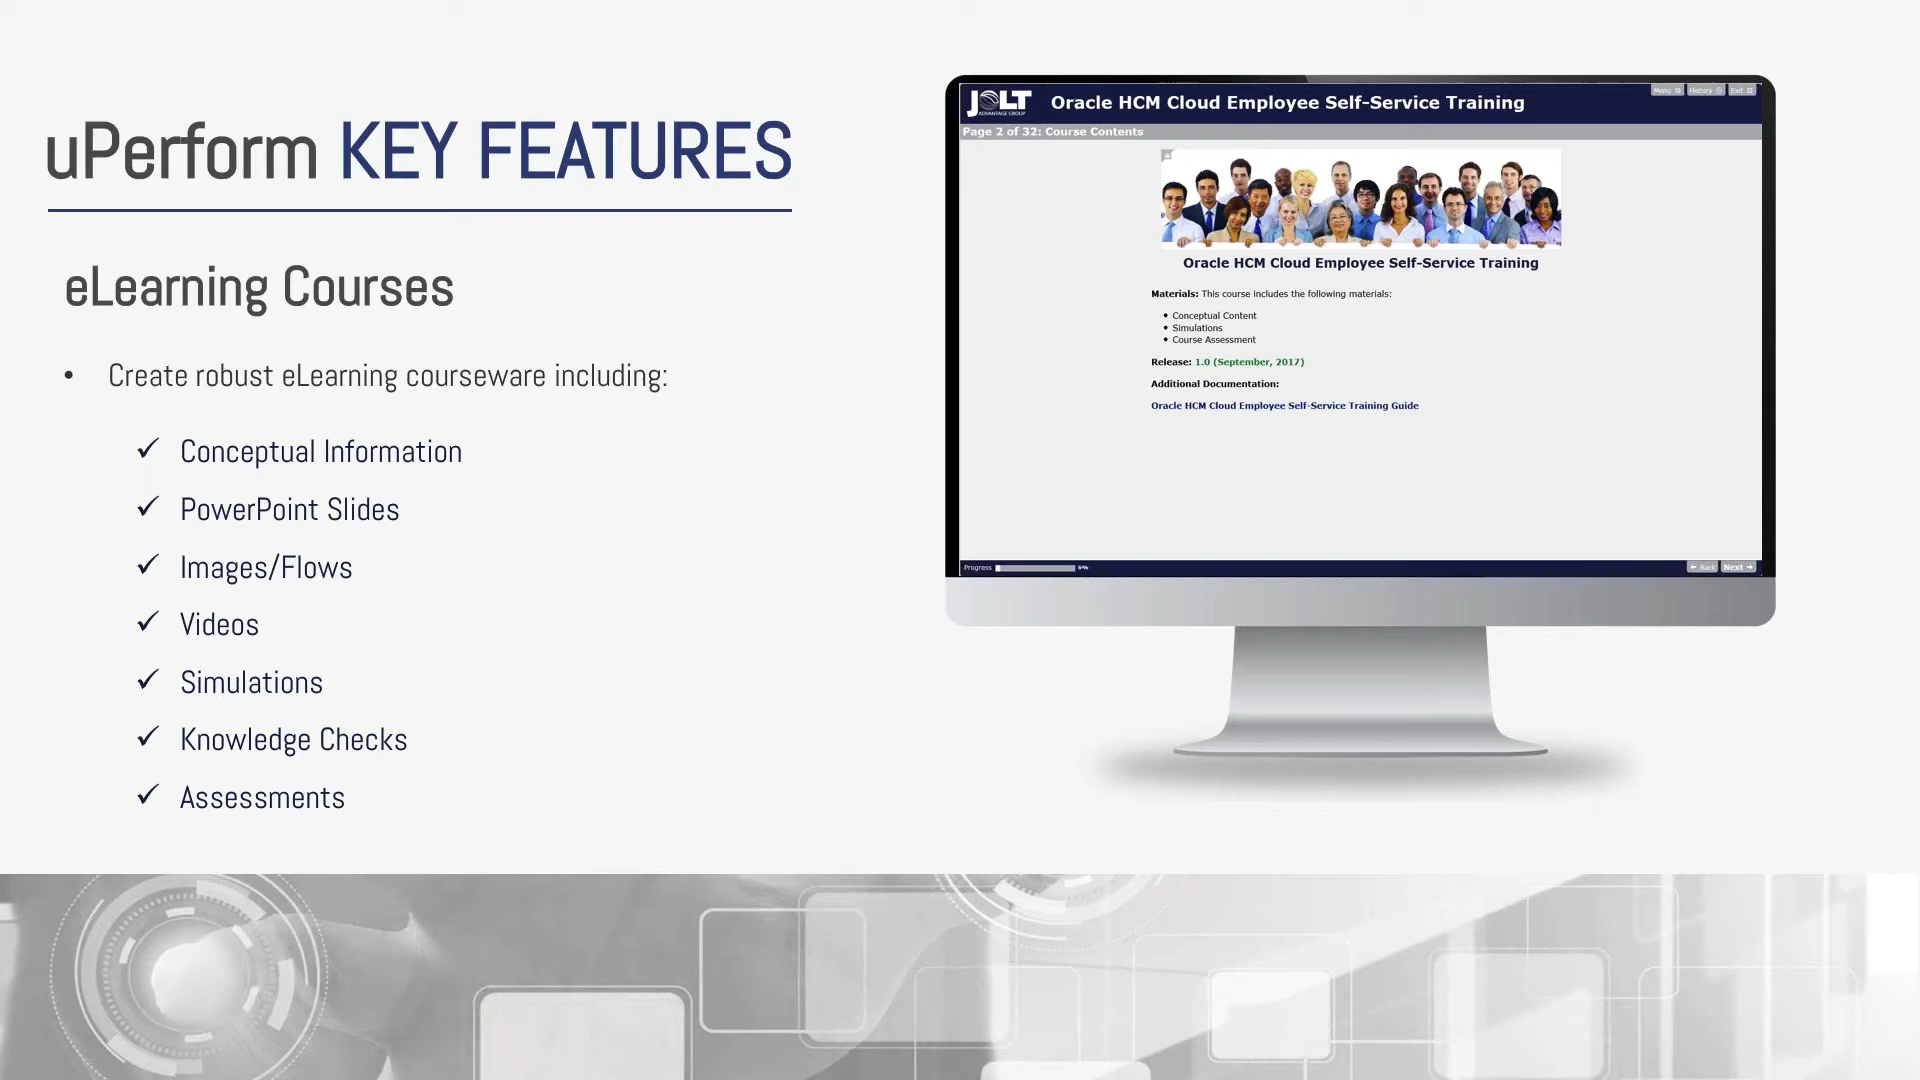 uPerform KEY FEATURES
eLearning Courses
• Create robust eLearning courseware including:
✓ Conceptual Information
✓ PowerPoint Slides
✓ Images/Flows
✓ Videos
✓ Simulations
✓ Knowledge Checks
✓ Assessments
JOLT
ADVANTAGE GROUP
Oracle HCM Cloud Employee Self-Service Training
Menu
History
Exit
Page 2 of 32: Course Contents
Oracle HCM Cloud Employee Self-Service Training
Materials: This course includes the following materials:
• Conceptual Content
• Simulations
• Course Assessment
Release: 1.0 (September, 2017)
Additional Documentation:
Oracle HCM Cloud Employee Self-Service Training Guide
Progress
Back
Next